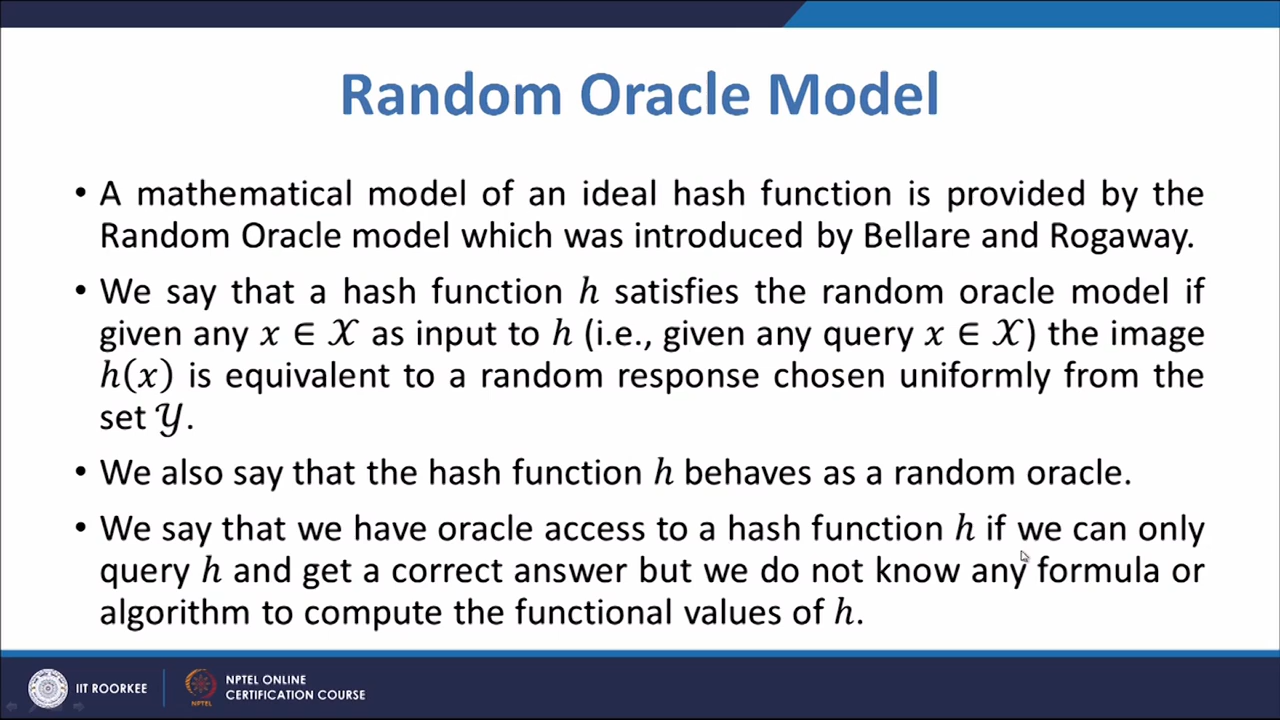 Random Oracle Model
• A mathematical model of an ideal hash function is provided by the
Random Oracle model which was introduced by Bellare and Rogaway.
• We say that a hash function ℎ satisfies the random oracle model if
given any 𝑥 ∈ 𝒳 as input to ℎ (i.e., given any query 𝑥 ∈ 𝒳) the image
ℎ(𝑥) is equivalent to a random response chosen uniformly from the
set 𝒴.
• We also say that the hash function ℎ behaves as a random oracle.
• We say that we have oracle access to a hash function ℎ if we can only
query ℎ and get a correct answer but we do not know any formula or
algorithm to compute the functional values of ℎ.
IIT ROORKEE
NPTEL
NPTEL ONLINE
CERTIFICATION COURSE